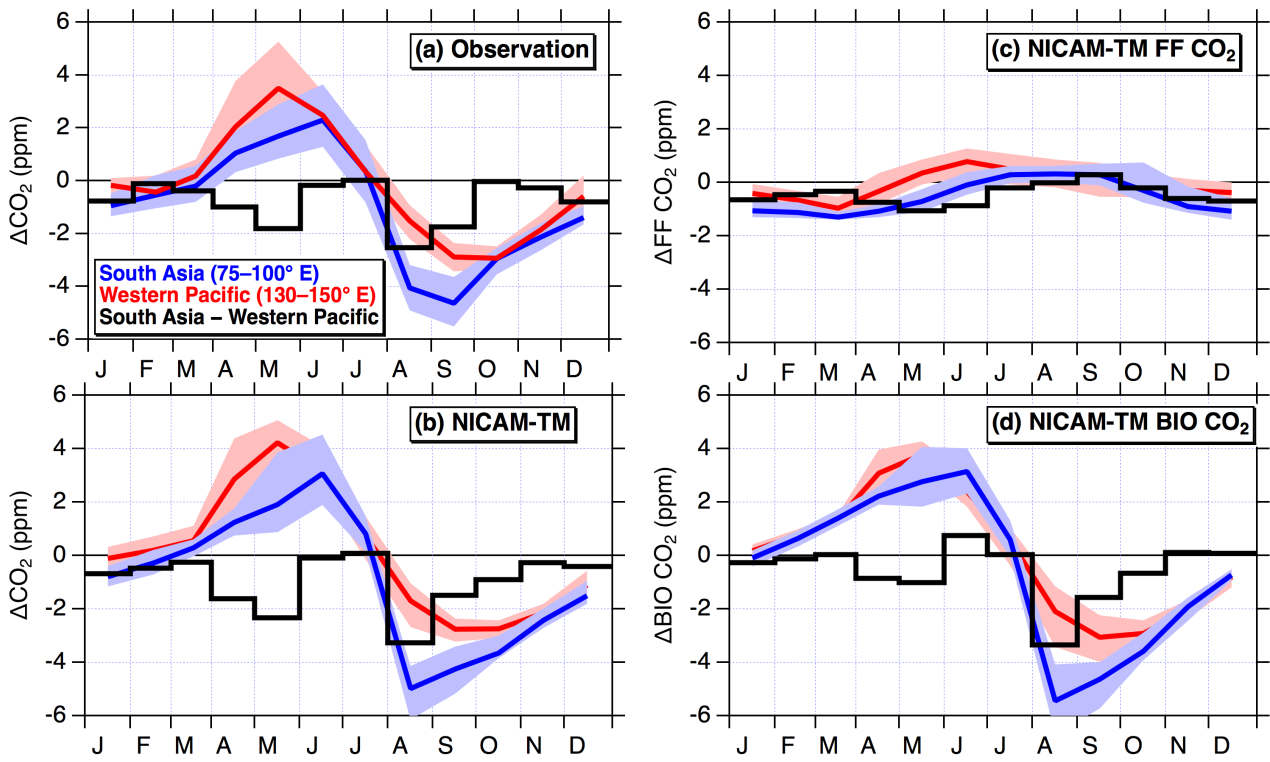 (a) Observation
ΔCO₂ (ppm)
6
4
2
0
-2
-4
-6
South Asia (75–100° E)
Western Pacific (130–150° E)
South Asia – Western Pacific
J F M A M J J A S O N D
(c) NICAM-TM FF CO₂
ΔFF CO₂ (ppm)
6
4
2
0
-2
-4
-6
J F M A M J J A S O N D
(b) NICAM-TM
ΔCO₂ (ppm)
6
4
2
0
-2
-4
-6
J F M A M J J A S O N D
(d) NICAM-TM BIO CO₂
ΔBIO CO₂ (ppm)
6
4
2
0
-2
-4
-6
J F M A M J J A S O N D